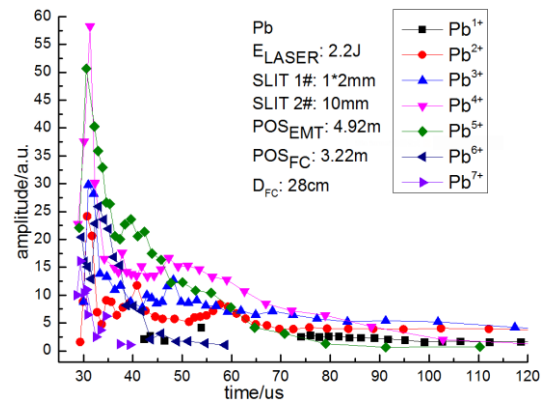 60
55
50
45
40
35
30
25
20
15
10
5
0
amplitude/a.u.
30 40 50 60 70 80 90 100 110 120
time/us
Pb
E_LASER: 2.2J
SLIT 1#: 1*2mm
SLIT 2#: 10mm
POS_EMT: 4.92m
POS_FC: 3.22m
D_FC: 28cm
Pb¹⁺
Pb²⁺
Pb³⁺
Pb⁴⁺
Pb⁵⁺
Pb⁶⁺
Pb⁷⁺